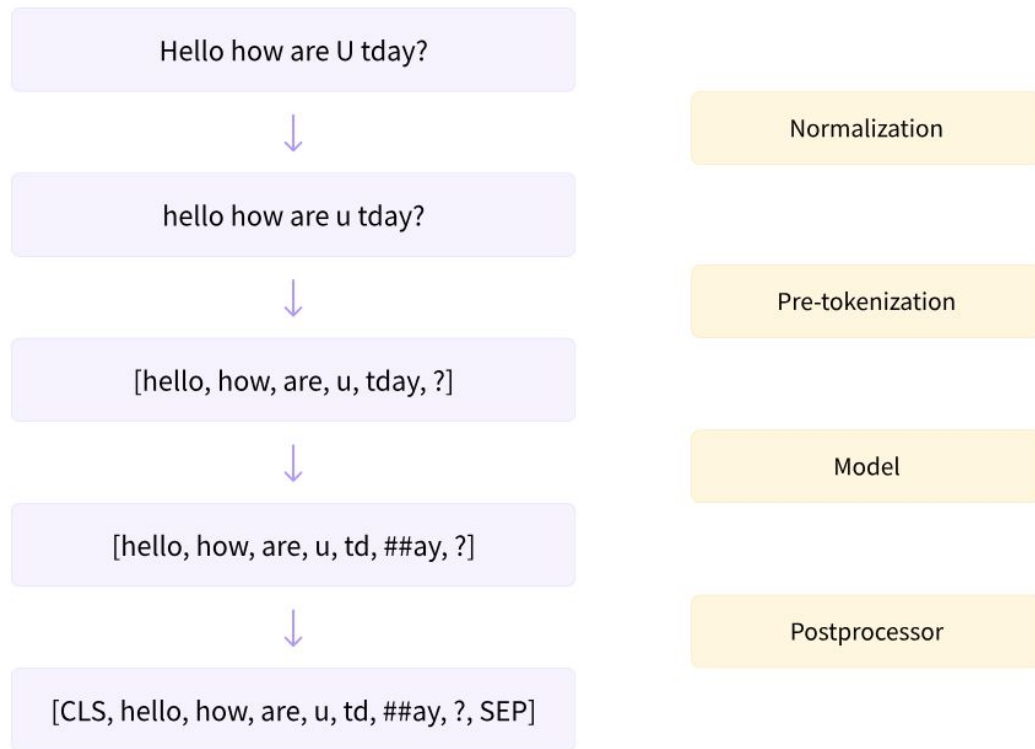 Hello how are U tday?
Normalization
hello how are u tday?
Pre-tokenization
[hello, how, are, u, tday, ?]
Model
[hello, how, are, u, td, ##ay, ?]
Postprocessor
[CLS, hello, how, are, u, td, ##ay, ?, SEP]